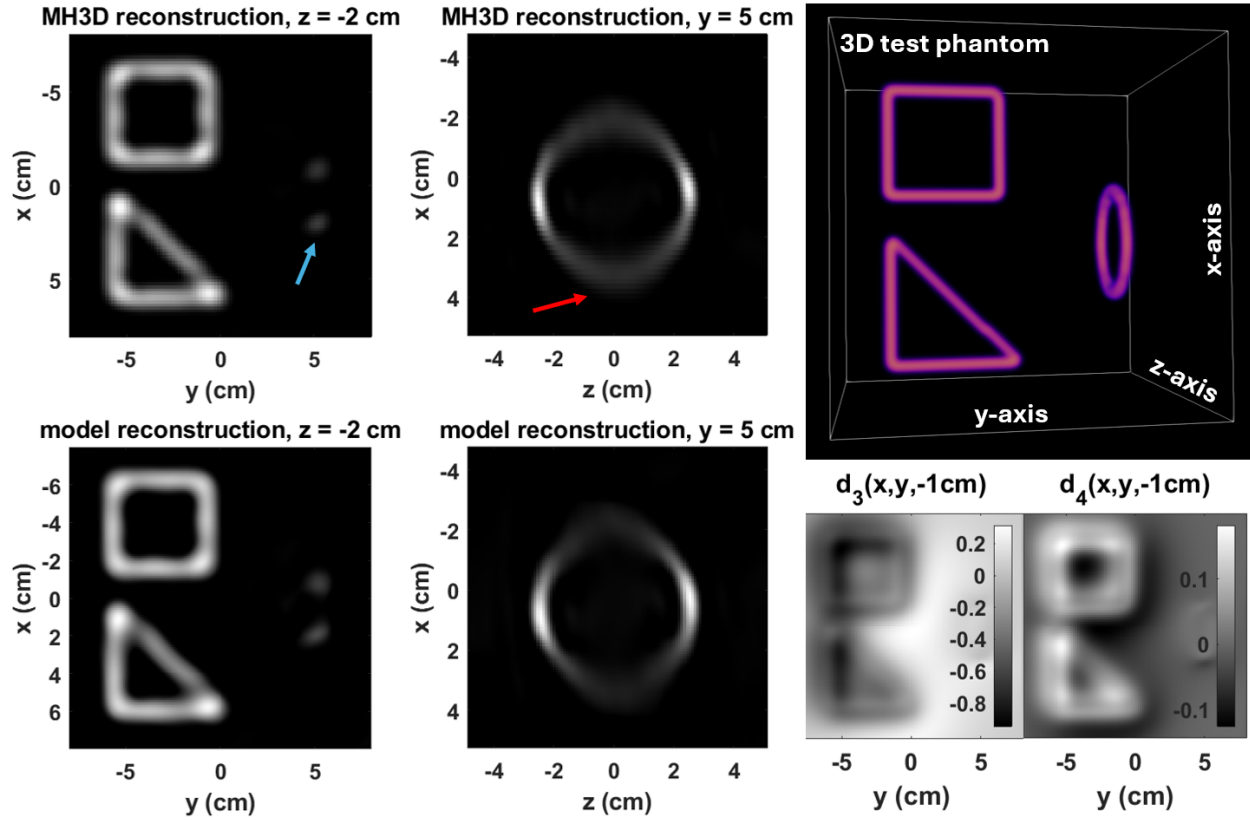 MH3D reconstruction, z = -2 cm
x (cm)
-5
0
5
-5
0
5
y (cm)
MH3D reconstruction, y = 5 cm
x (cm)
-4
-2
0
2
4
-4
-2
0
2
4
z (cm)
3D test phantom
x-axis
z-axis
y-axis
model reconstruction, z = -2 cm
x (cm)
-6
-4
-2
0
2
4
6
-5
0
5
y (cm)
model reconstruction, y = 5 cm
x (cm)
-4
-2
0
2
4
-4
-2
0
2
4
z (cm)
d₃(x,y,-1cm)
0.2
0
-0.2
-0.4
-0.6
-0.8
-5
0
y (cm)
d₄(x,y,-1cm)
0.1
0
-0.1
-5
0
5
y (cm)